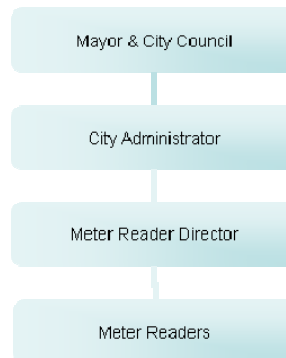 Mayor & City Council
City Administrator
Meter Reader Director
Meter Readers